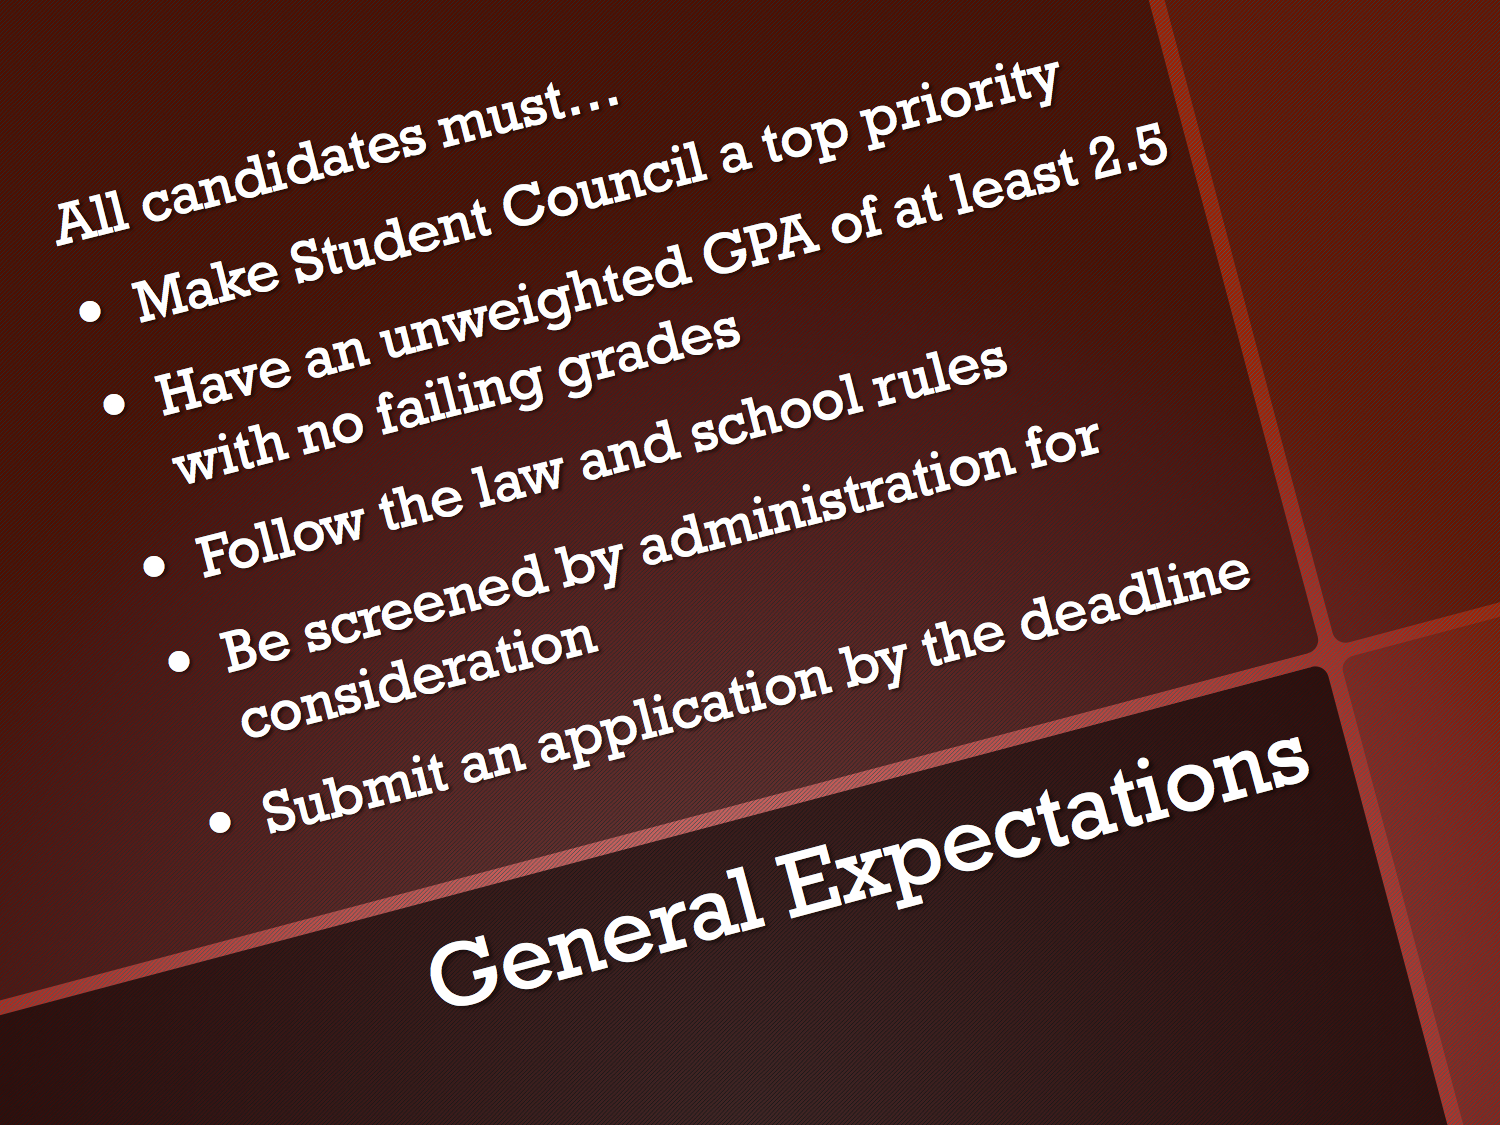 All candidates must…
• Make Student Council a top priority
• Have an unweighted GPA of at least 2.5
with no failing grades
• Follow the law and school rules
• Be screened by administration for
consideration
• Submit an application by the deadline
General Expectations